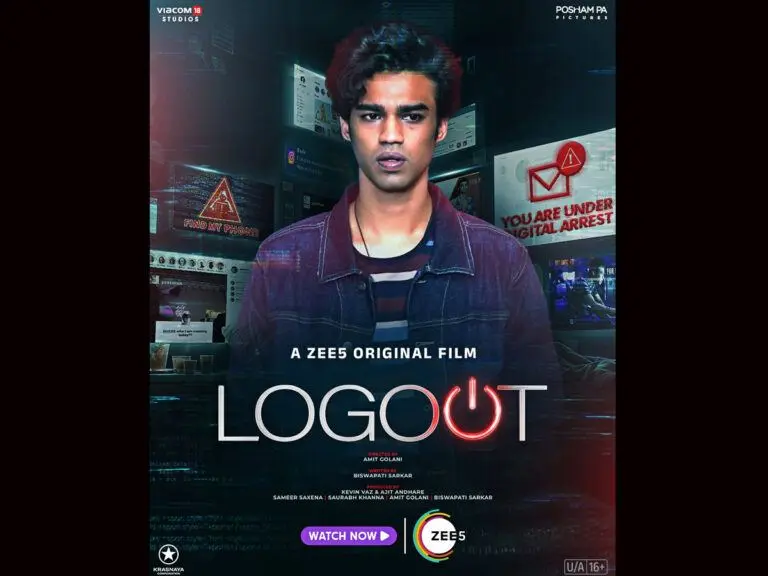 VIACOM 18
STUDIOS
POSHAM PA
PICTURES
FIND MY PHONE
YOU ARE UNDER
DIGITAL ARREST
A ZEE5 ORIGINAL FILM
LOGOUT
DIRECTED BY
AMIT GOLANI
WRITTEN BY
BISWAPATI SARKAR
PRODUCED BY
KEVIN VAZ & AJIT ANDHARE
SAMEER SAXENA | SAURABH KHANNA | AMIT GOLANI | BISWAPATI SARKAR
WATCH NOW
ZEE5
KRASNAYA
CORPORATION
U/A 16+